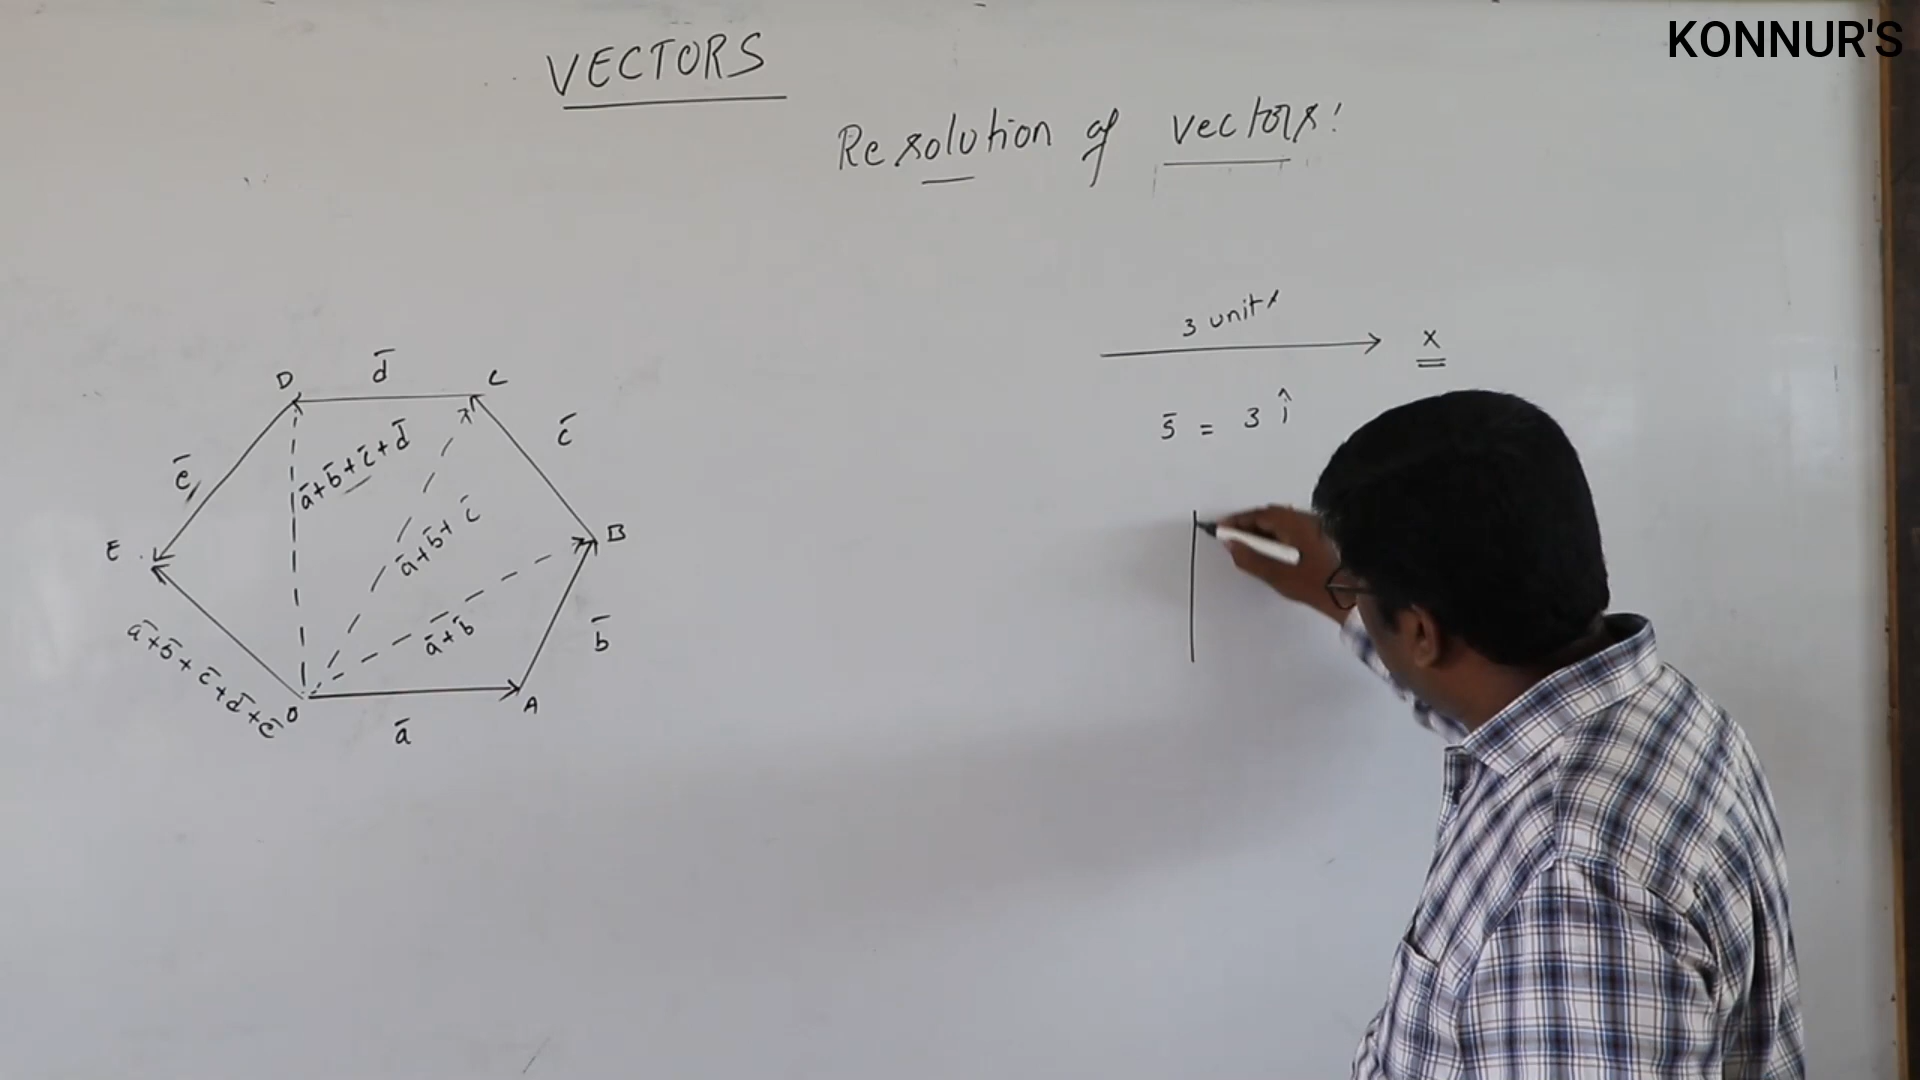 KONNUR'S
VECTORS
Resolution of vectors:
3 units
x
s̄ = 3 î
D
d̄
C
c̄
ā+b̄+c̄+d̄
ē
ā+b̄+c̄
E
B
ā+b̄
b̄
ā+b̄+c̄+d̄+ē
O
A
ā